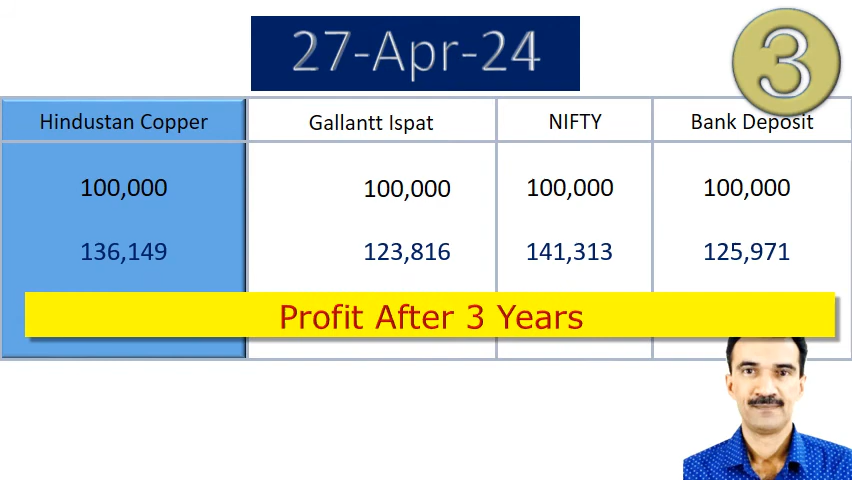 27-Apr-24
3
Hindustan Copper Gallantt Ispat NIFTY Bank Deposit
100,000 100,000 100,000 100,000
136,149 123,816 141,313 125,971
Profit After 3 Years